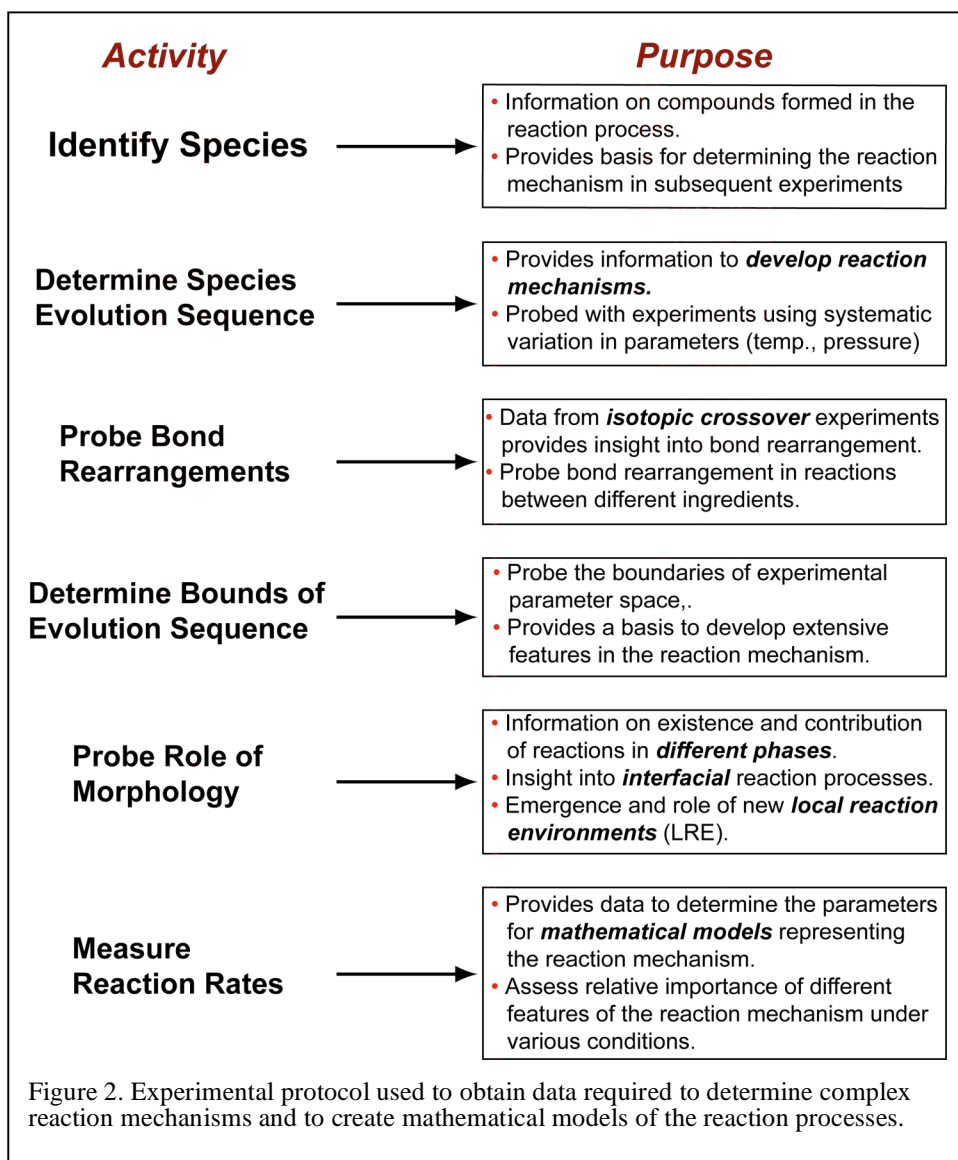 Activity
Purpose
Identify Species
• Information on compounds formed in the
reaction process.
• Provides basis for determining the reaction
mechanism in subsequent experiments
Determine Species
Evolution Sequence
• Provides information to develop reaction
mechanisms.
• Probed with experiments using systematic
variation in parameters (temp., pressure)
Probe Bond
Rearrangements
• Data from isotopic crossover experiments
provides insight into bond rearrangement.
• Probe bond rearrangement in reactions
between different ingredients.
Determine Bounds of
Evolution Sequence
• Probe the boundaries of experimental
parameter space,.
• Provides a basis to develop extensive
features in the reaction mechanism.
Probe Role of
Morphology
• Information on existence and contribution
of reactions in different phases.
• Insight into interfacial reaction processes.
• Emergence and role of new local reaction
environments (LRE).
Measure
Reaction Rates
• Provides data to determine the parameters
for mathematical models representing
the reaction mechanism.
• Assess relative importance of different
features of the reaction mechanism under
various conditions.
Figure 2. Experimental protocol used to obtain data required to determine complex
reaction mechanisms and to create mathematical models of the reaction processes.